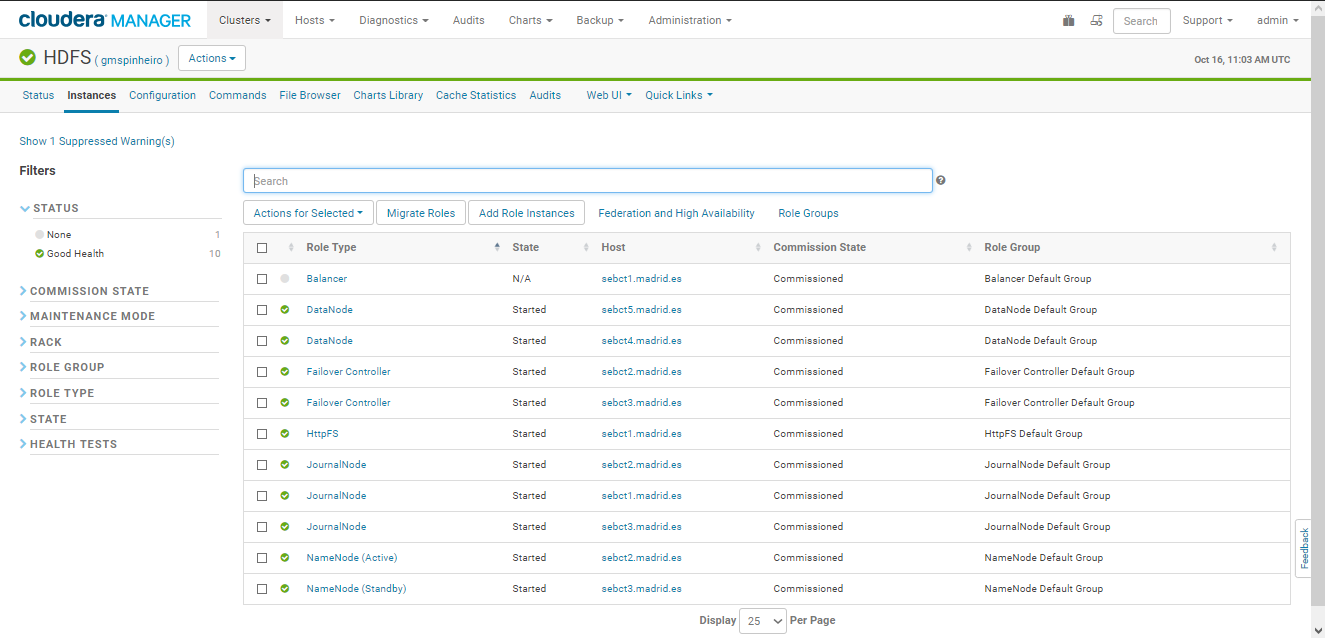 cloudera MANAGER Clusters Hosts Diagnostics Audits Charts Backup Administration Search Support admin
HDFS ( gmspinheiro ) Actions Oct 16, 11:03 AM UTC
Status Instances Configuration Commands File Browser Charts Library Cache Statistics Audits Web UI Quick Links
Show 1 Suppressed Warning(s)
Filters
Search
STATUS
None 1
Good Health 10
COMMISSION STATE
MAINTENANCE MODE
RACK
ROLE GROUP
ROLE TYPE
STATE
HEALTH TESTS
Actions for Selected Migrate Roles Add Role Instances Federation and High Availability Role Groups
Role Type State Host Commission State Role Group
Balancer N/A sebct1.madrid.es Commissioned Balancer Default Group
DataNode Started sebct5.madrid.es Commissioned DataNode Default Group
DataNode Started sebct4.madrid.es Commissioned DataNode Default Group
Failover Controller Started sebct2.madrid.es Commissioned Failover Controller Default Group
Failover Controller Started sebct3.madrid.es Commissioned Failover Controller Default Group
HttpFS Started sebct1.madrid.es Commissioned HttpFS Default Group
JournalNode Started sebct2.madrid.es Commissioned JournalNode Default Group
JournalNode Started sebct1.madrid.es Commissioned JournalNode Default Group
JournalNode Started sebct3.madrid.es Commissioned JournalNode Default Group
NameNode (Active) Started sebct2.madrid.es Commissioned NameNode Default Group
NameNode (Standby) Started sebct3.madrid.es Commissioned NameNode Default Group
Display 25 Per Page
Feedback